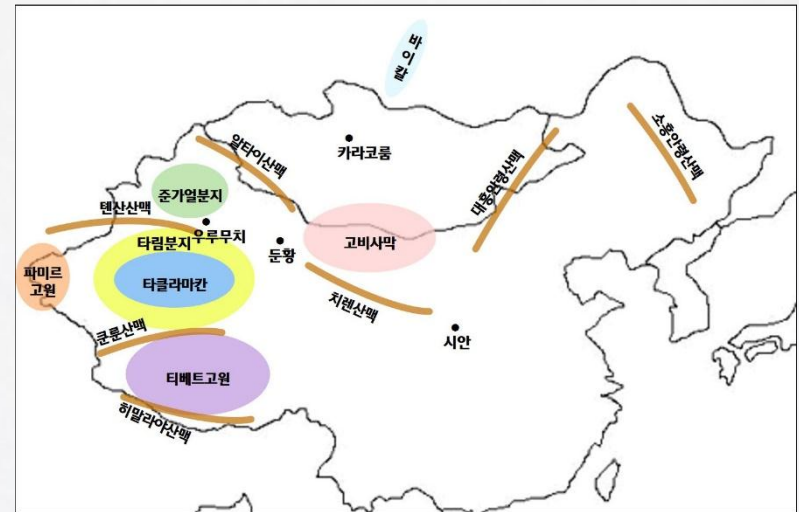 바이칼
소흥안령산맥
알타이산맥
카라코룸
대흥안령산맥
준가얼분지
톈산산맥
우루무치
타림분지
고비사막
둔황
파미르
고원
타클라마칸
치롄산맥
쿤룬산맥
시안
티베트고원
히말라야산맥